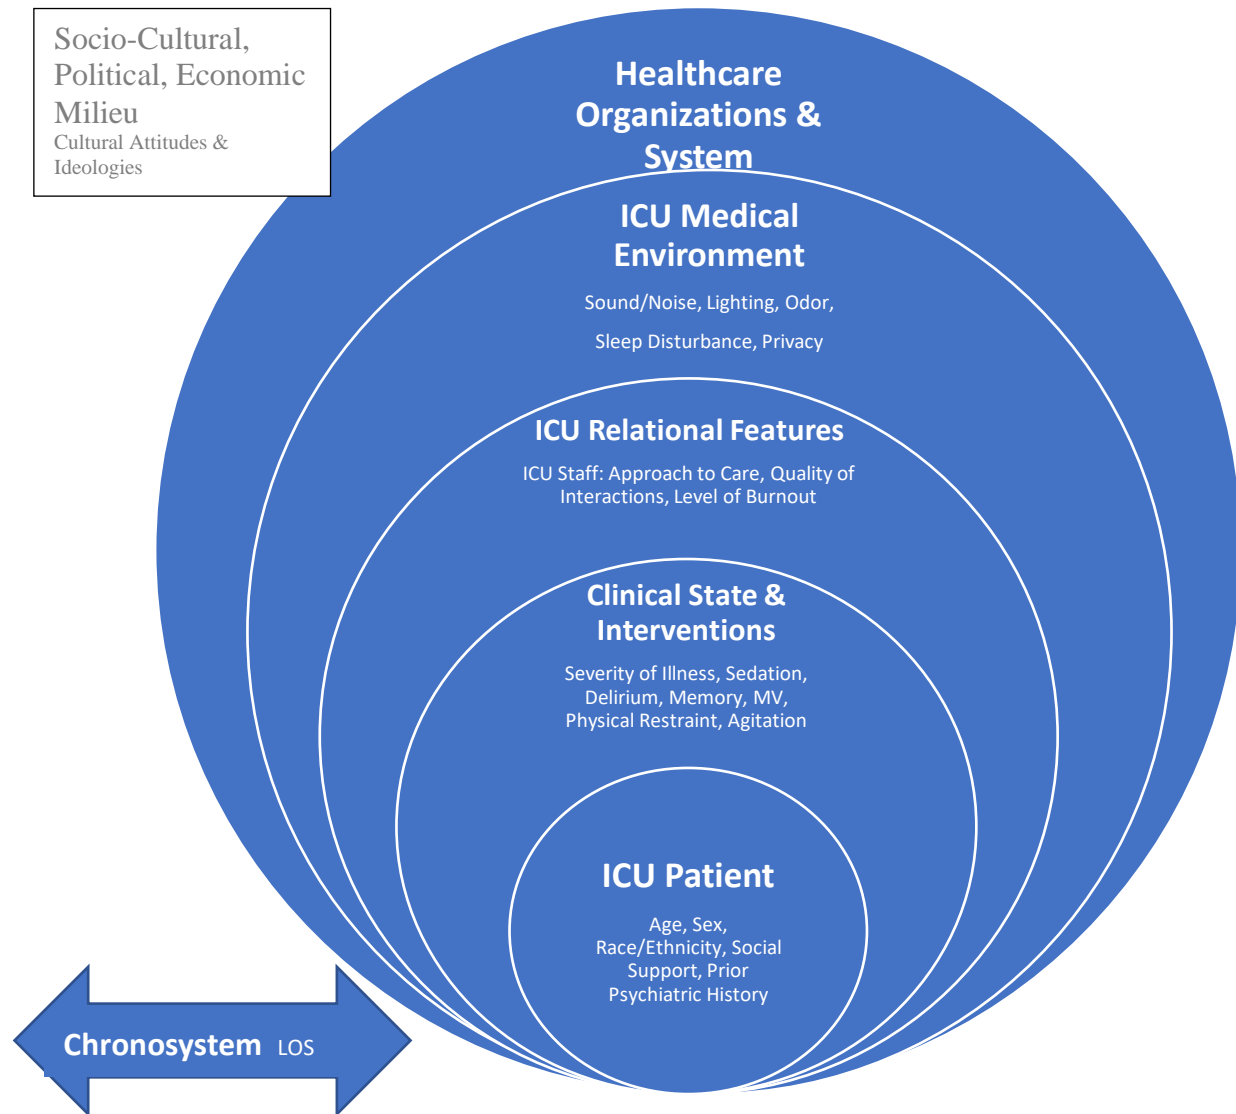 Socio-Cultural,
Political, Economic
Milieu
Cultural Attitudes &
Ideologies
Healthcare
Organizations &
System
ICU Medical
Environment
Sound/Noise, Lighting, Odor,
Sleep Disturbance, Privacy
ICU Relational Features
ICU Staff: Approach to Care, Quality of
Interactions, Level of Burnout
Clinical State &
Interventions
Severity of Illness, Sedation,
Delirium, Memory, MV,
Physical Restraint, Agitation
ICU Patient
Age, Sex,
Race/Ethnicity, Social
Support, Prior
Psychiatric History
Chronosystem LOS